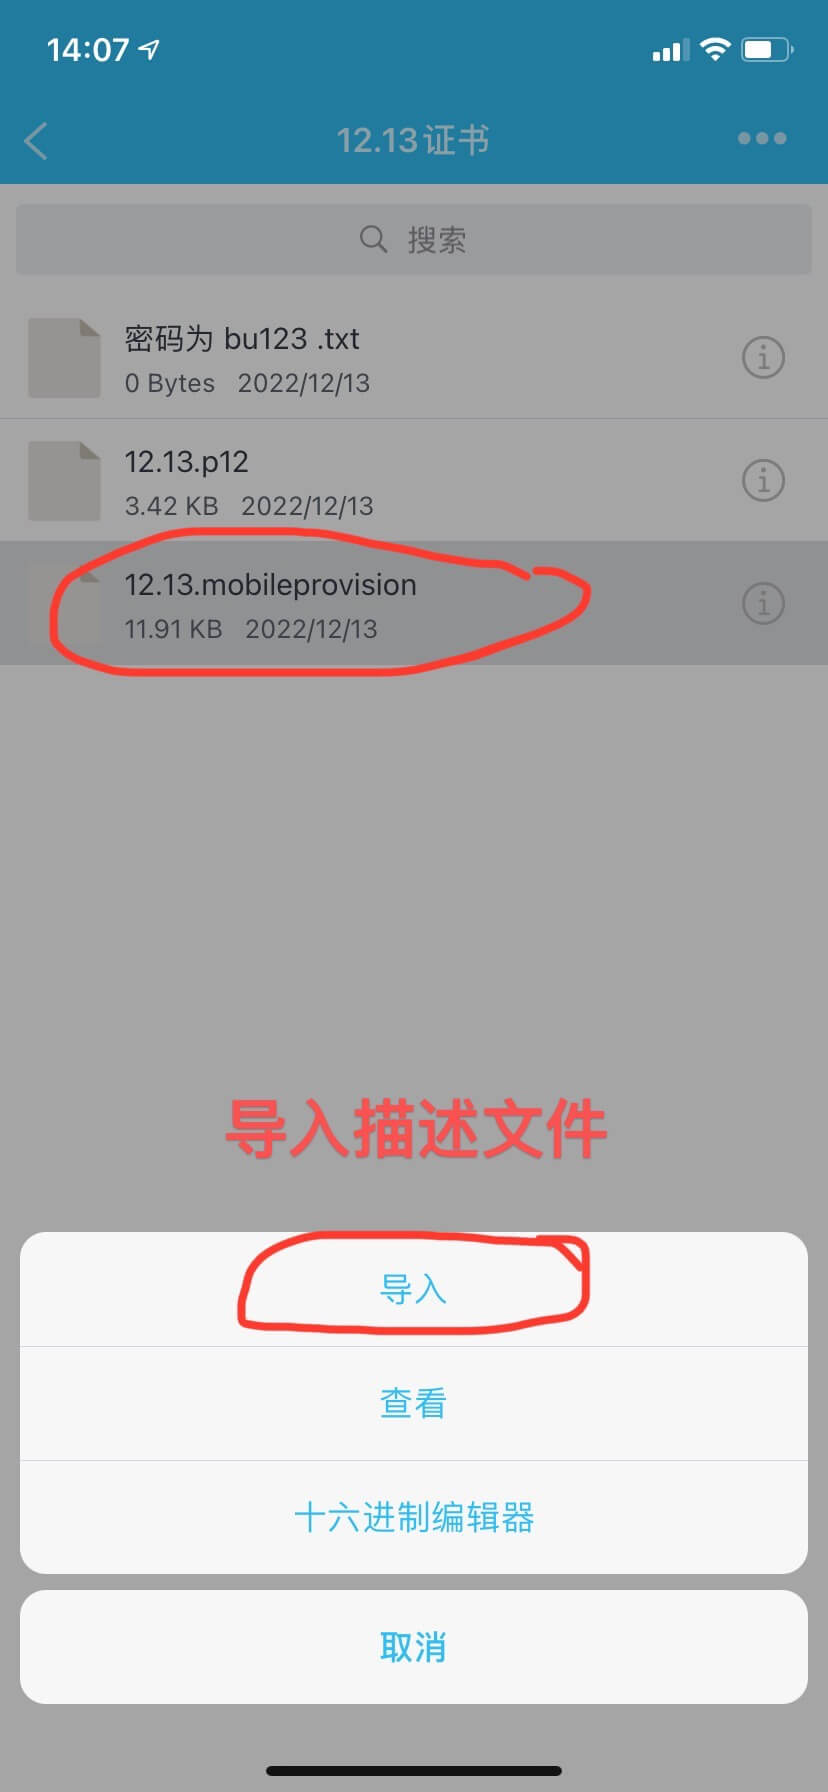 14:07
12.13证书
搜索
密码为 bu123 .txt
0 Bytes 2022/12/13
12.13.p12
3.42 KB 2022/12/13
12.13.mobileprovision
11.91 KB 2022/12/13
导入描述文件
导入
查看
十六进制编辑器
取消